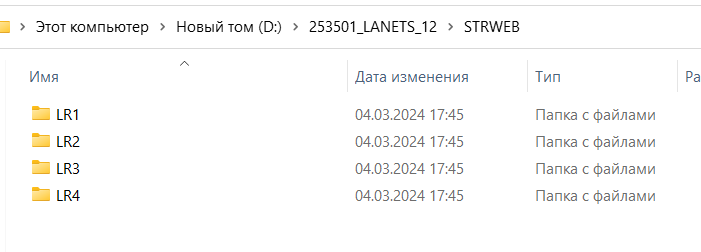 Этот компьютер > Новый том (D:) > 253501_LANETS_12 > STRWEB
Имя Дата изменения Тип Ра
LR1 04.03.2024 17:45 Папка с файлами
LR2 04.03.2024 17:45 Папка с файлами
LR3 04.03.2024 17:45 Папка с файлами
LR4 04.03.2024 17:45 Папка с файлами